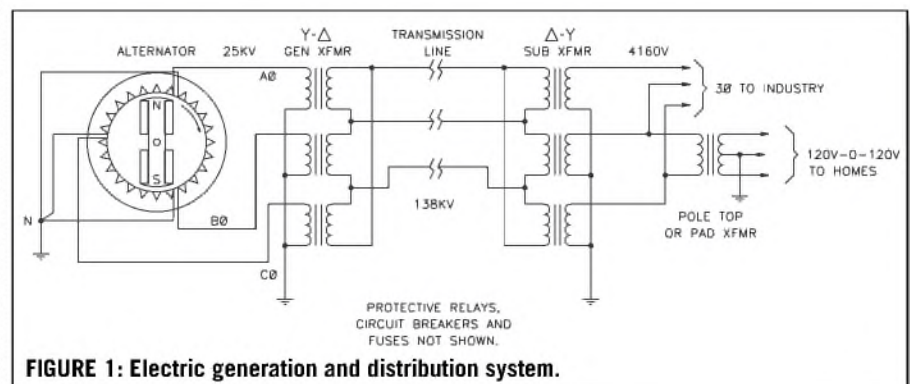 Y-Δ
Δ-Y
ALTERNATOR
25KV
GEN XFMR
TRANSMISSION
LINE
SUB XFMR
4160V
AØ
3Ø TO INDUSTRY
N
O
S
120V-0-120V
TO HOMES
N
BØ
138KV
POLE TOP
OR PAD XFMR
CØ
PROTECTIVE RELAYS,
CIRCUIT BREAKERS AND
FUSES NOT SHOWN.
FIGURE 1: Electric generation and distribution system.